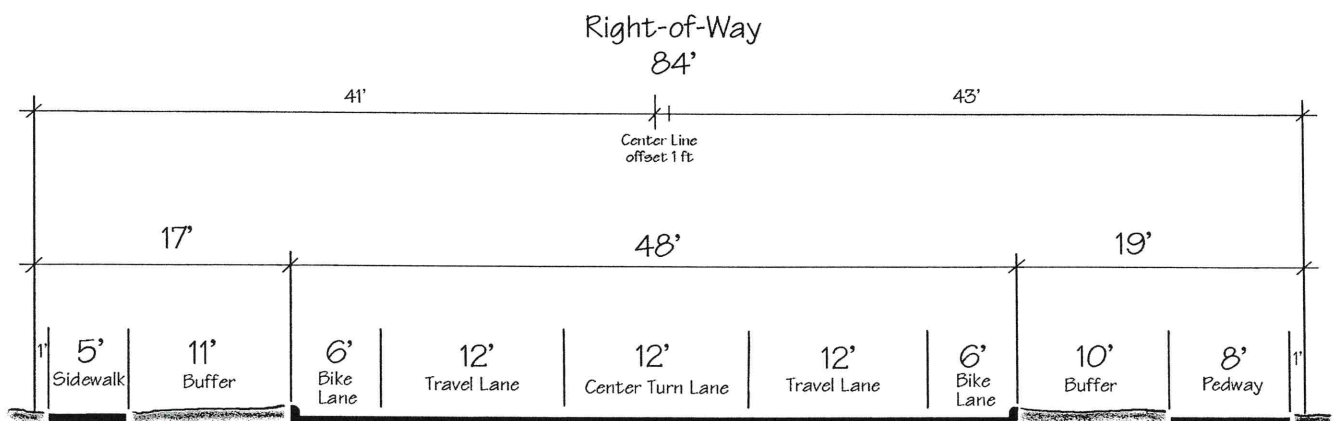 Right-of-Way
84'
41'
43'
Center Line
offset 1 ft
17'
48'
19'
1'
5'
Sidewalk
11'
Buffer
6'
Bike
Lane
12'
Travel Lane
12'
Center Turn Lane
12'
Travel Lane
6'
Bike
Lane
10'
Buffer
8'
Pedway
1'